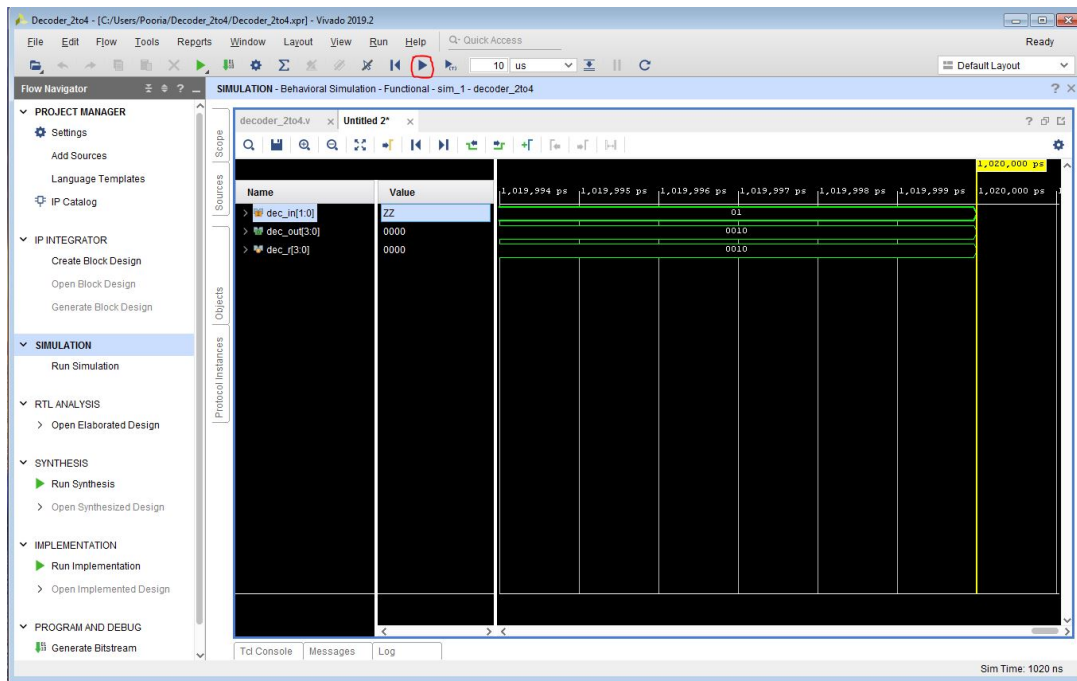 Decoder_2to4 - [C:/Users/Pooria/Decoder_2to4/Decoder_2to4.xpr] - Vivado 2019.2
File Edit Flow Tools Reports Window Layout View Run Help Q- Quick Access Ready
10 us Default Layout
Flow Navigator ? SIMULATION - Behavioral Simulation - Functional - sim_1 - decoder_2to4 ? X
PROJECT MANAGER
Settings
Add Sources
Language Templates
IP Catalog
IP INTEGRATOR
Create Block Design
Open Block Design
Generate Block Design
SIMULATION
Run Simulation
RTL ANALYSIS
Open Elaborated Design
SYNTHESIS
Run Synthesis
Open Synthesized Design
IMPLEMENTATION
Run Implementation
Open Implemented Design
PROGRAM AND DEBUG
Generate Bitstream
Scope
Sources
Objects
Protocol Instances
decoder_2to4.v x Untitled 2* x ?
1,020,000 ps
Name Value 1,019,994 ps 1,019,995 ps 1,019,996 ps 1,019,997 ps 1,019,998 ps 1,019,999 ps 1,020,000 ps
dec_in[1:0] ZZ 01
dec_out[3:0] 0000 0010
dec_r[3:0] 0000 0010
Tcl Console Messages Log
Sim Time: 1020 ns